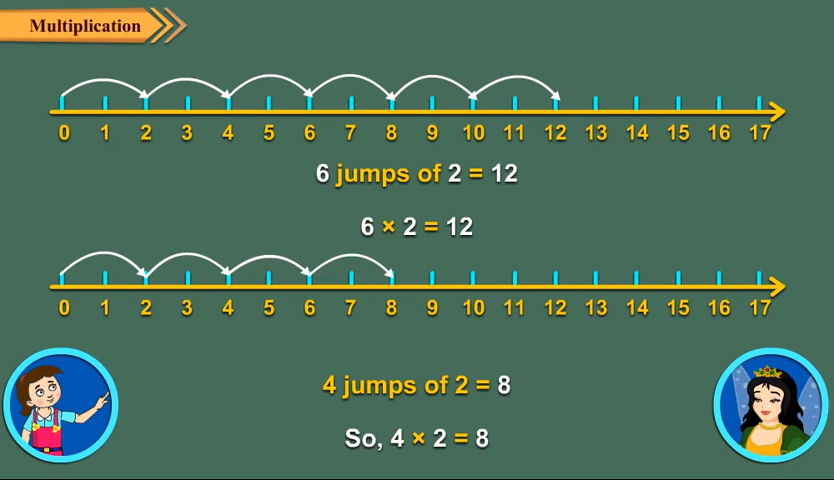 Multiplication
0 1 2 3 4 5 6 7 8 9 10 11 12 13 14 15 16 17
6 jumps of 2 = 12
6 × 2 = 12
0 1 2 3 4 5 6 7 8 9 10 11 12 13 14 15 16 17
4 jumps of 2 = 8
So, 4 × 2 = 8